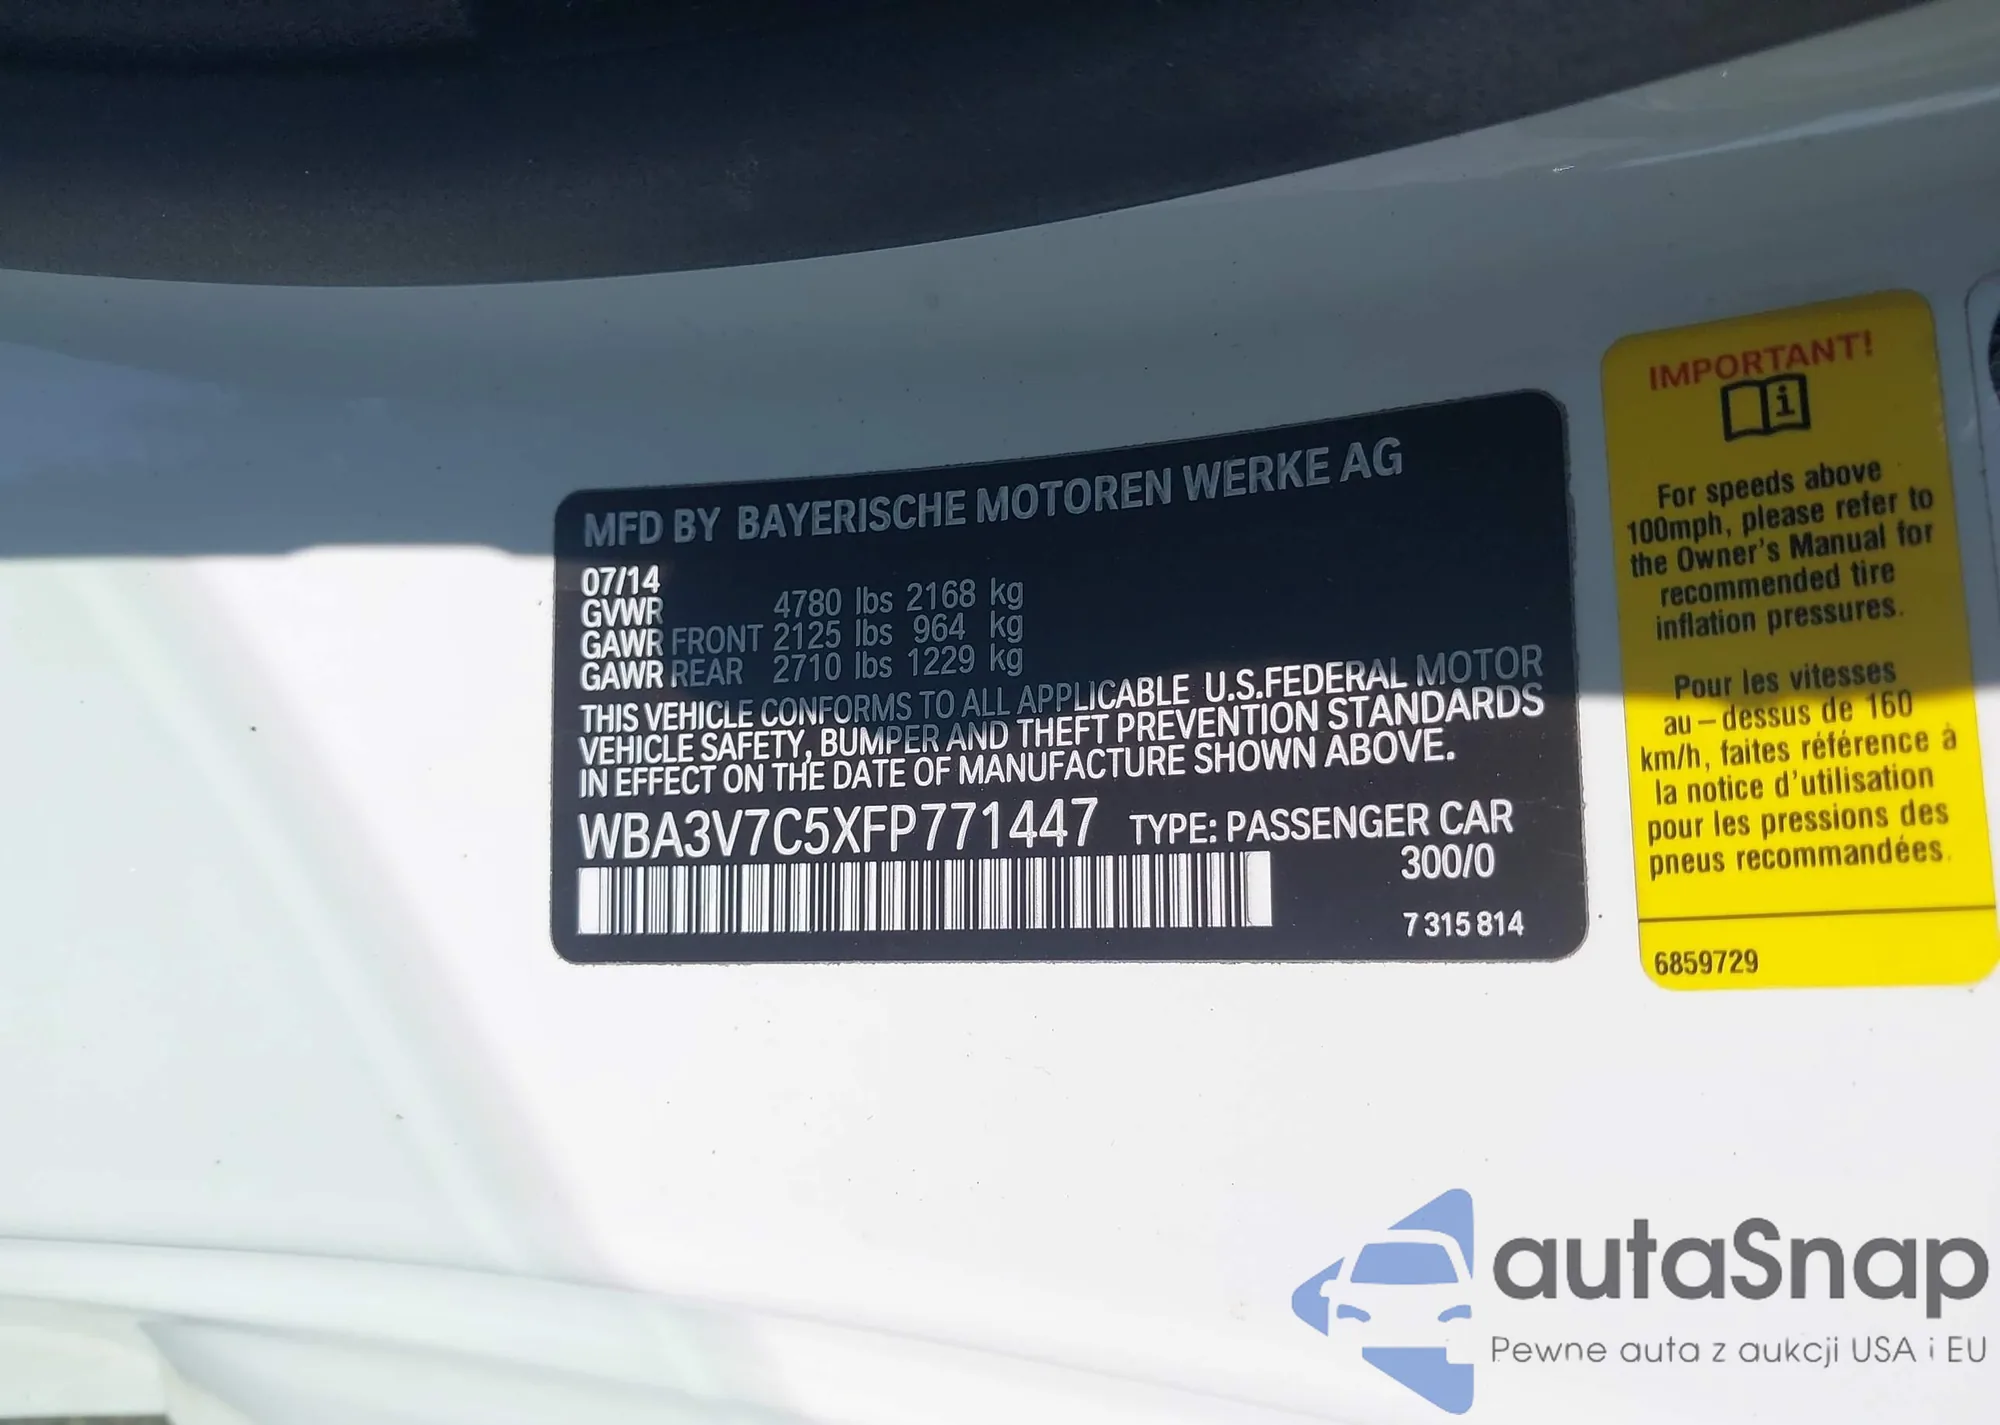 MFD BY BAYERISCHE MOTOREN WERKE AG
07/14
GVWR 4780 lbs 2168 kg
GAWR FRONT 2125 lbs 964 kg
GAWR REAR 2710 lbs 1229 kg
THIS VEHICLE CONFORMS TO ALL APPLICABLE U.S.FEDERAL MOTOR
VEHICLE SAFETY, BUMPER AND THEFT PREVENTION STANDARDS
IN EFFECT ON THE DATE OF MANUFACTURE SHOWN ABOVE.
WBA3V7C5XFP771447 TYPE: PASSENGER CAR
300/0
7 315 814
IMPORTANT!
i
For speeds above
100mph, please refer to
the Owner's Manual for
recommended tire
inflation pressures.
Pour les vitesses
au – dessus de 160
km/h, faites référence à
la notice d'utilisation
pour les pressions des
pneus recommandées.
6859729
autaSnap
Pewne auta z aukcji USA i EU